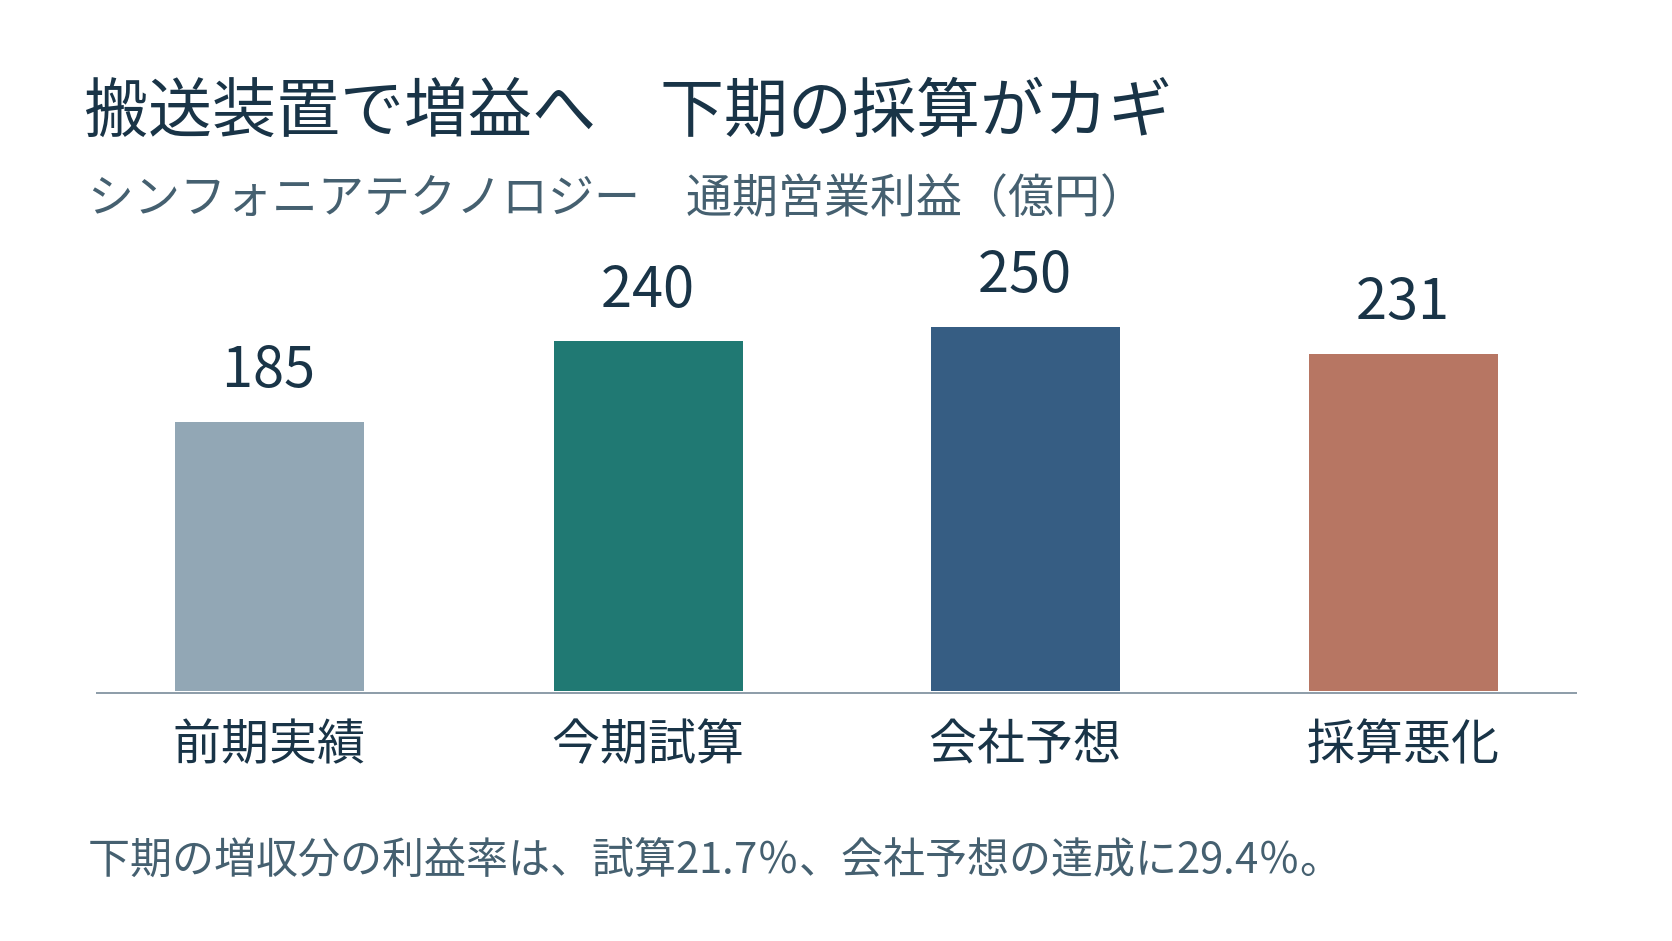 搬送装置で増益へ　下期の採算がカギ
シンフォニアテクノロジー　通期営業利益（億円）
185
240
250
231
前期実績
今期試算
会社予想
採算悪化
下期の増収分の利益率は、試算21.7%、会社予想の達成に29.4%。